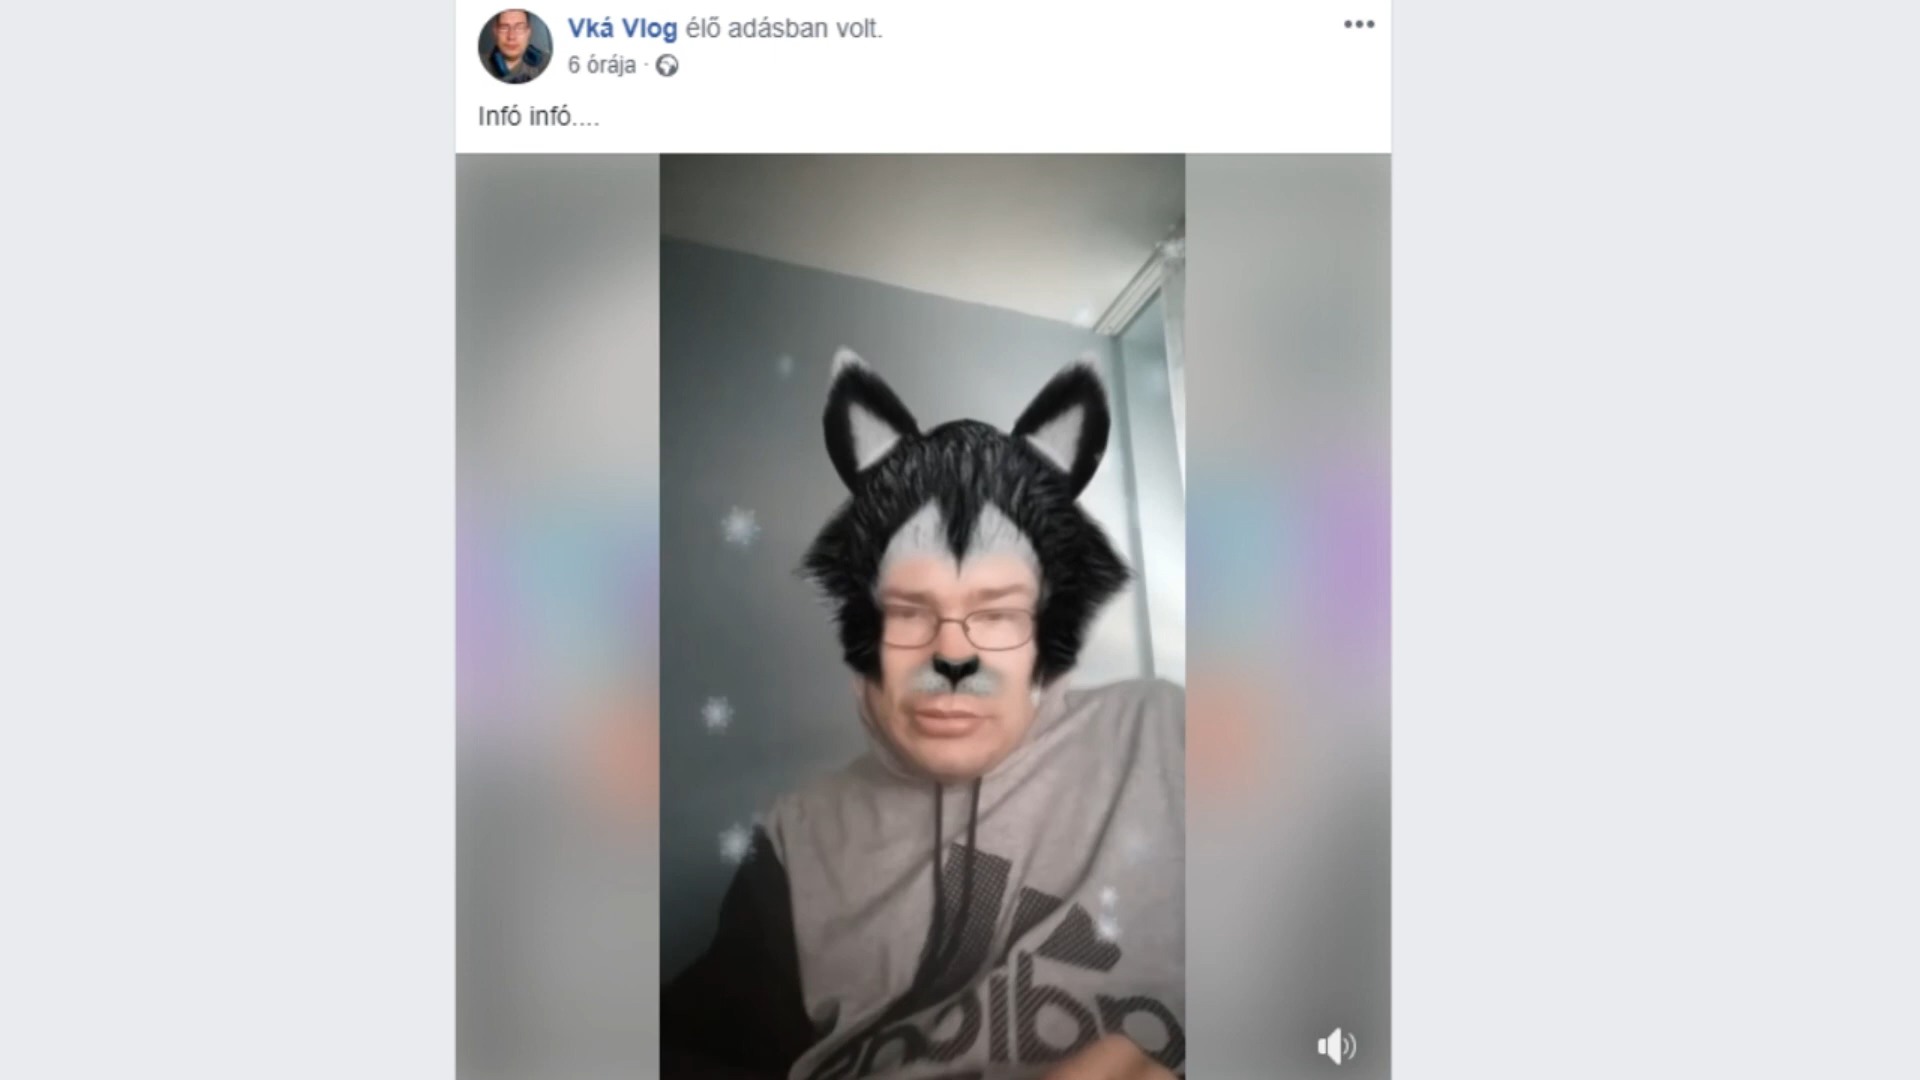 Vká Vlog élő adásban volt.
6 órája ·
Infó infó....